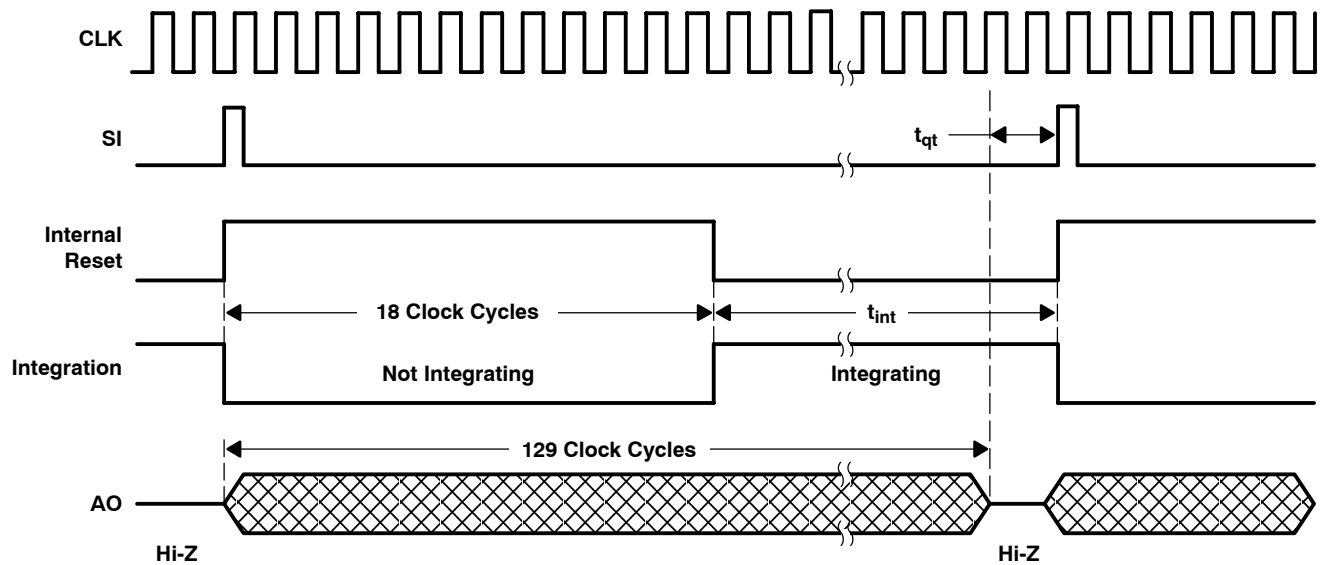 CLK
SI
t_qt
Internal
Reset
18 Clock Cycles
t_int
Integration
Not Integrating
Integrating
129 Clock Cycles
AO
Hi-Z
Hi-Z